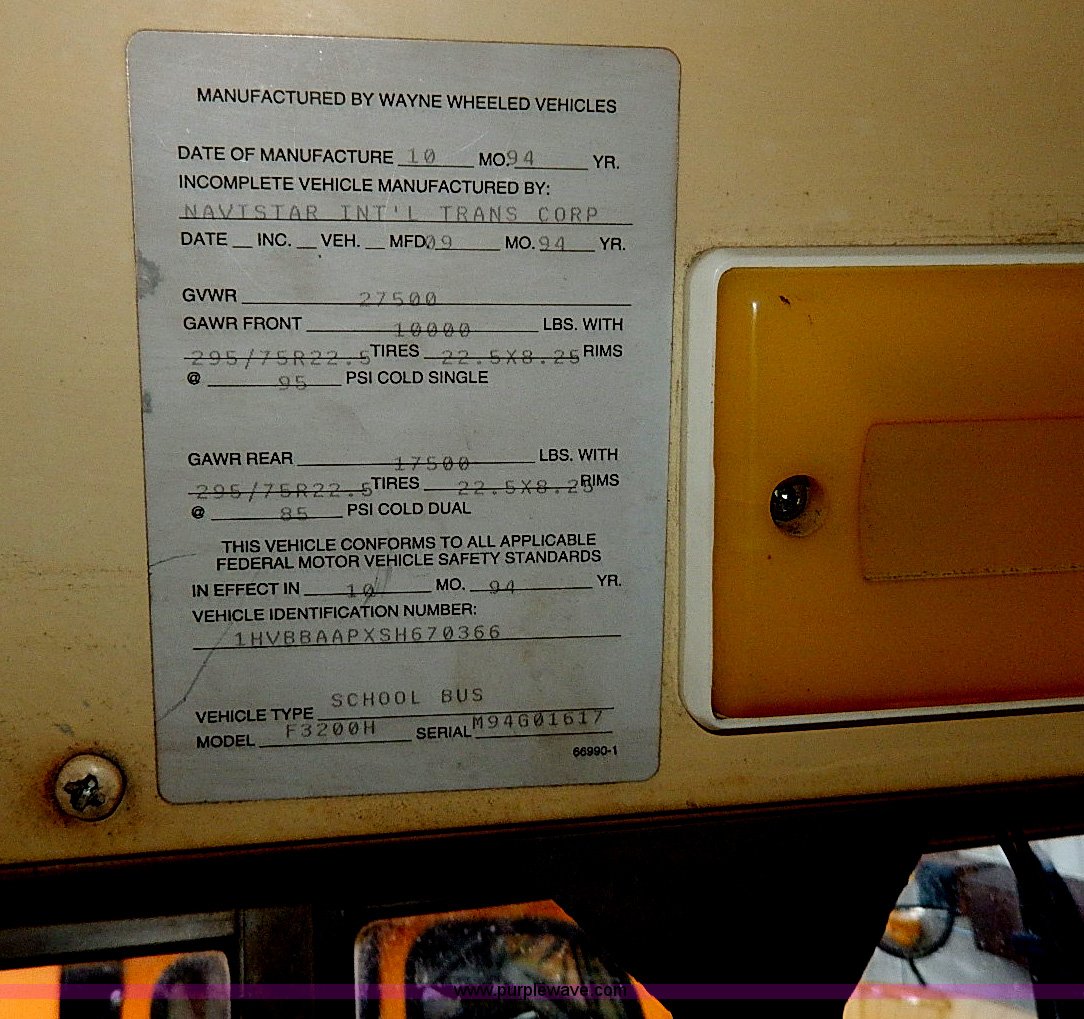 MANUFACTURED BY WAYNE WHEELED VEHICLES
DATE OF MANUFACTURE 10 MO. 94 YR.
INCOMPLETE VEHICLE MANUFACTURED BY:
NAVISTAR INT'L TRANS CORP
DATE __ INC. __ VEH. __ MFD. 09 MO. 94 YR.
GVWR 27500
GAWR FRONT 10000 LBS. WITH
295/75R22.5 TIRES 22.5X8.25 RIMS
@ 95 PSI COLD SINGLE
GAWR REAR 17500 LBS. WITH
295/75R22.5 TIRES 22.5X8.25 RIMS
@ 85 PSI COLD DUAL
THIS VEHICLE CONFORMS TO ALL APPLICABLE
FEDERAL MOTOR VEHICLE SAFETY STANDARDS
IN EFFECT IN 10 MO. 94 YR.
VEHICLE IDENTIFICATION NUMBER:
1HVBBAAPXSH670366
VEHICLE TYPE SCHOOL BUS
MODEL F3200H SERIAL M94G01617
66990-1
www.purplewave.com